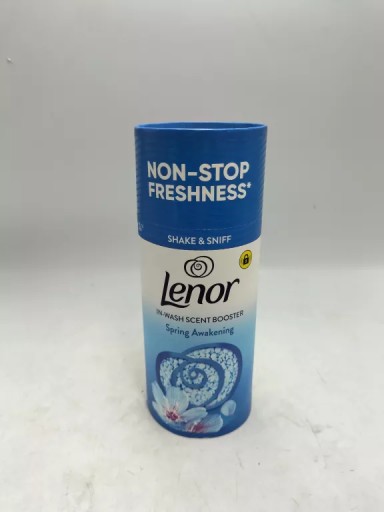 NON-STOP
FRESHNESS*
SHAKE & SNIFF
Lenor
IN-WASH SCENT BOOSTER
Spring Awakening